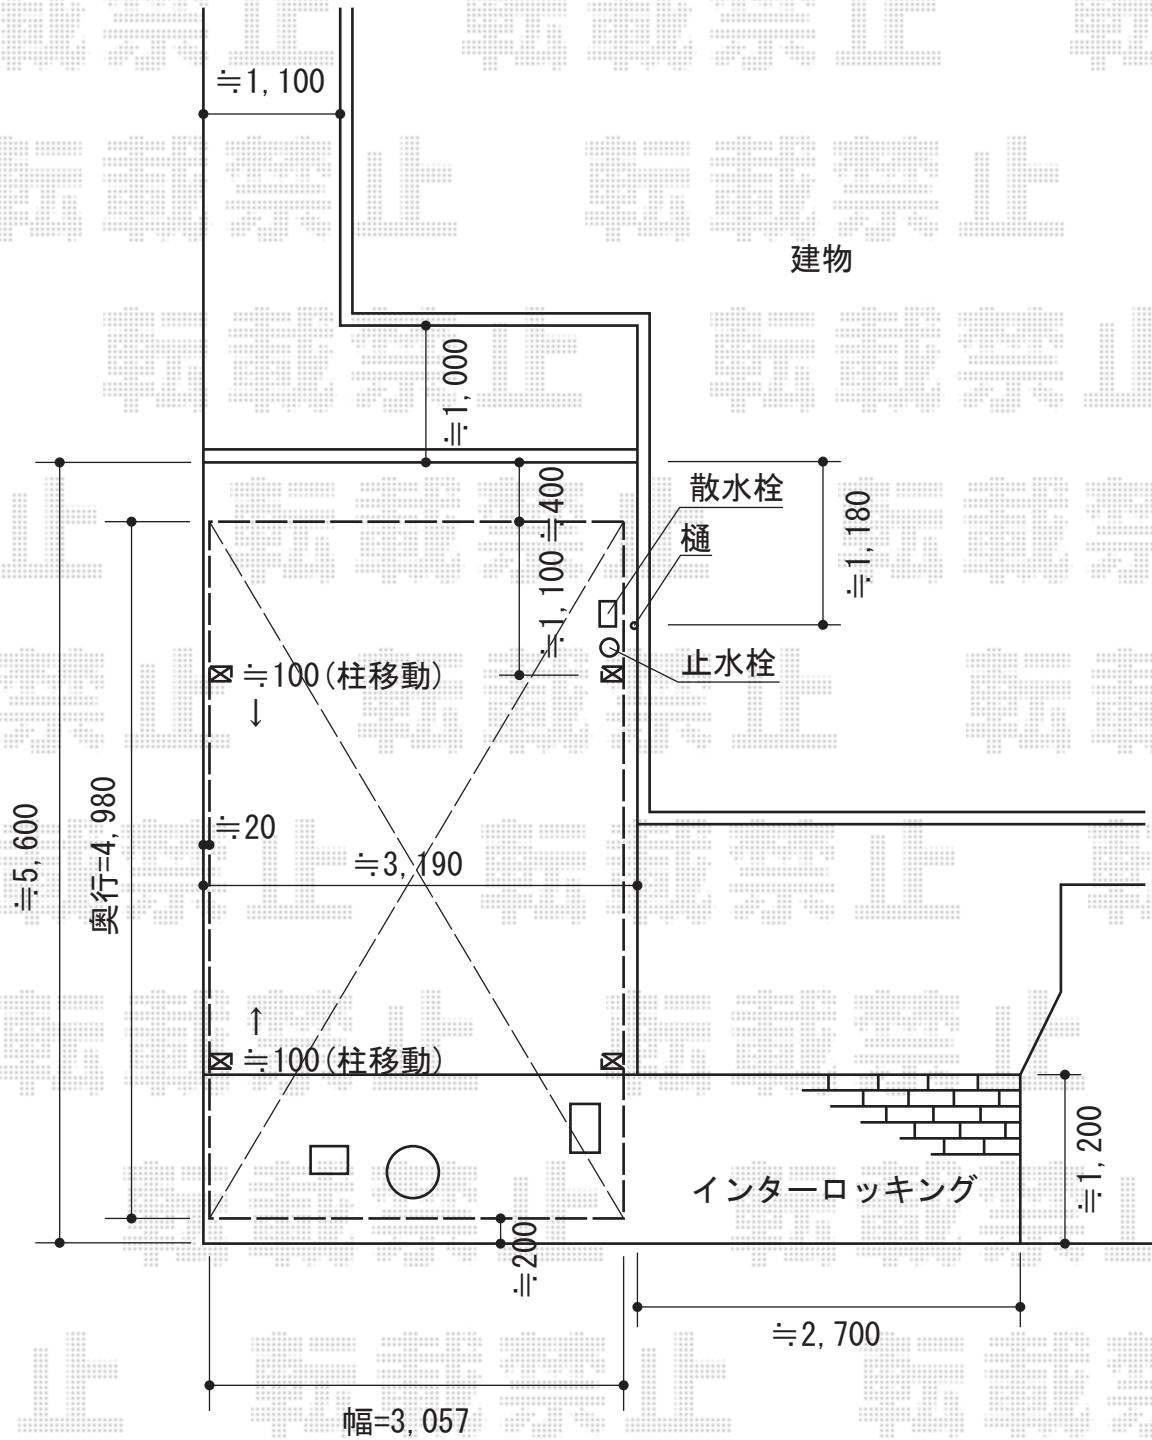 ≒1,100
建物
≒1,000
≒400
散水栓
樋
≒1,180
≒1,100
止水栓
≒100(柱移動)
↓
≒5,600
奥行=4,980
≒20
≒3,190
↑
≒100(柱移動)
≒1,200
インターロッキング
≒200
≒2,700
幅=3,057
転載禁止